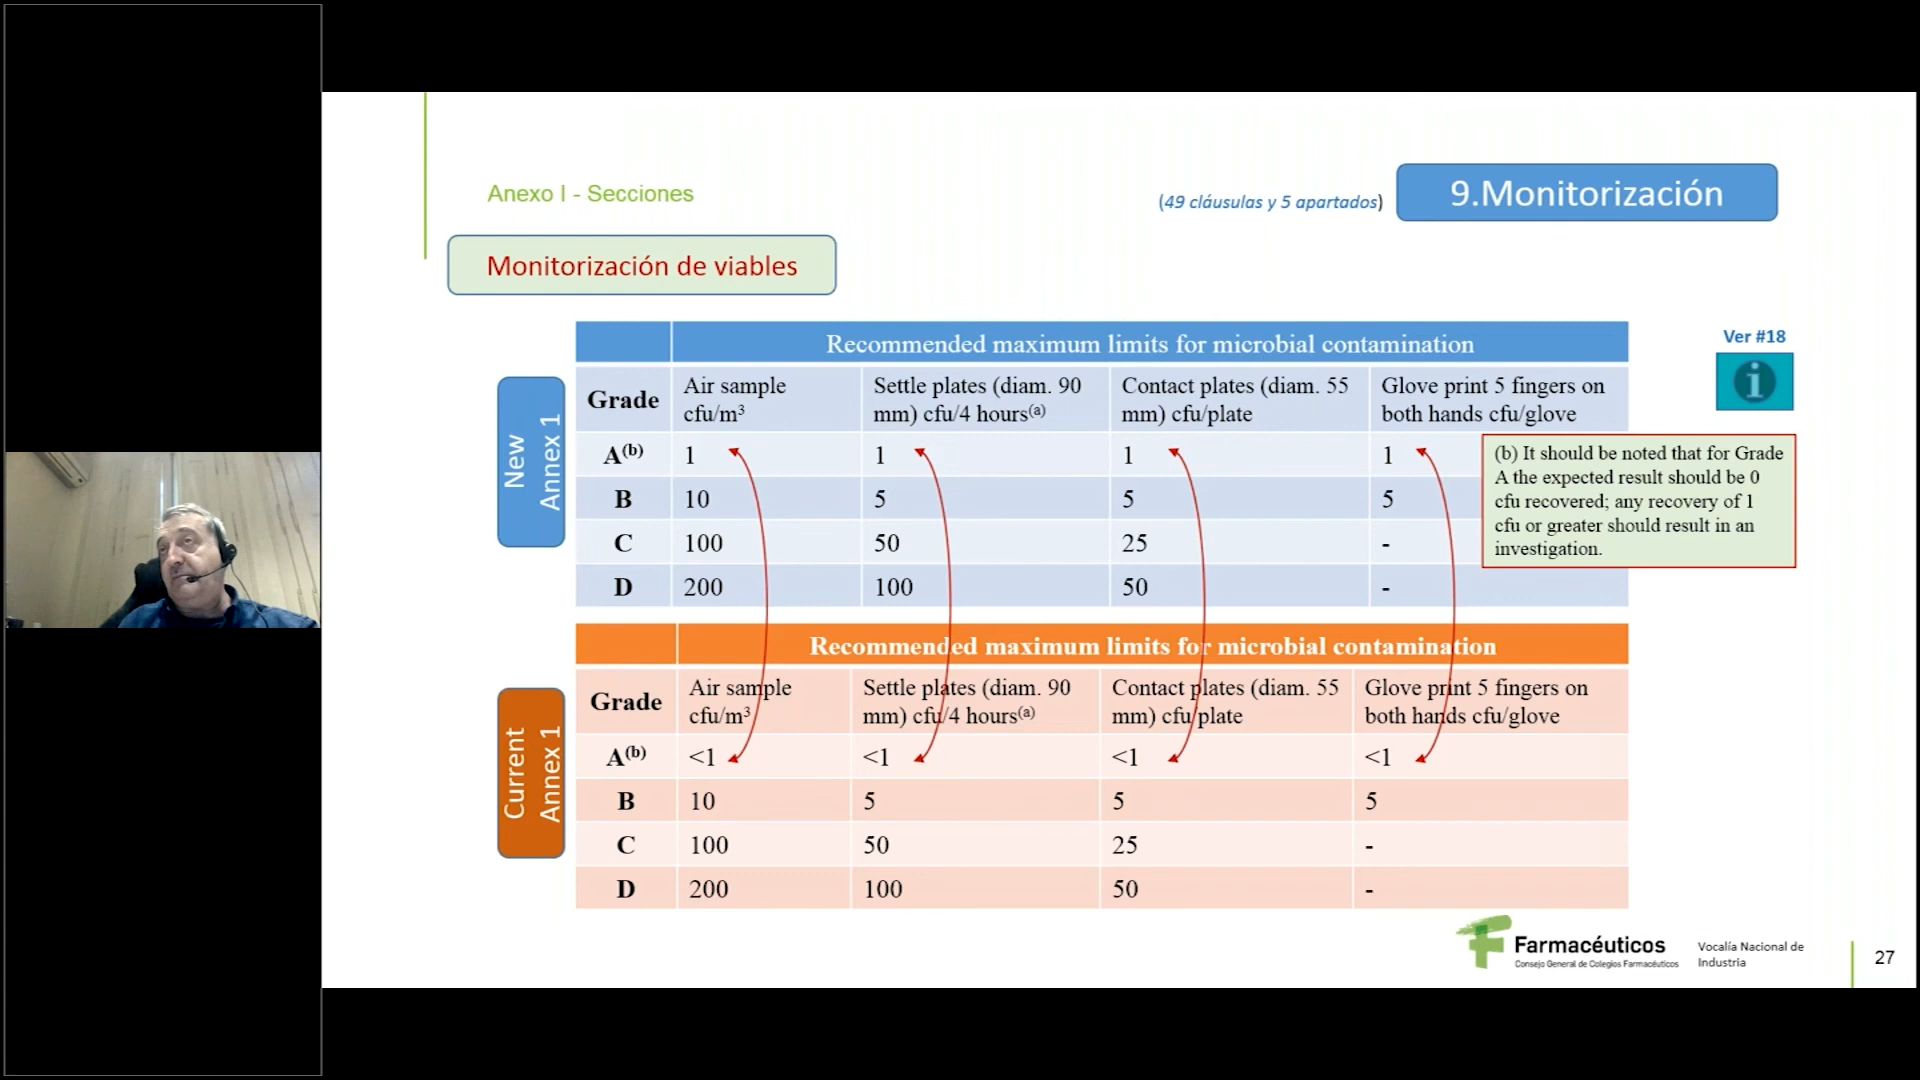 Anexo I - Secciones
(49 cláusulas y 5 apartados)
9.Monitorización
Monitorización de viables
New
Annex 1
Recommended maximum limits for microbial contamination
Grade
Air sample
cfu/m³
Settle plates (diam. 90
mm) cfu/4 hours(a)
Contact plates (diam. 55
mm) cfu/plate
Glove print 5 fingers on
both hands cfu/glove
A(b) 1 1 1 1
B 10 5 5 5
C 100 50 25 -
D 200 100 50 -
Ver #18
i
(b) It should be noted that for Grade
A the expected result should be 0
cfu recovered; any recovery of 1
cfu or greater should result in an
investigation.
Current
Annex 1
Recommended maximum limits for microbial contamination
Grade
Air sample
cfu/m³
Settle plates (diam. 90
mm) cfu/4 hours(a)
Contact plates (diam. 55
mm) cfu/plate
Glove print 5 fingers on
both hands cfu/glove
A(b) <1 <1 <1 <1
B 10 5 5 5
C 100 50 25 -
D 200 100 50 -
Farmacéuticos
Consejo General de Colegios Farmacéuticos
Vocalía Nacional de
Industria
27